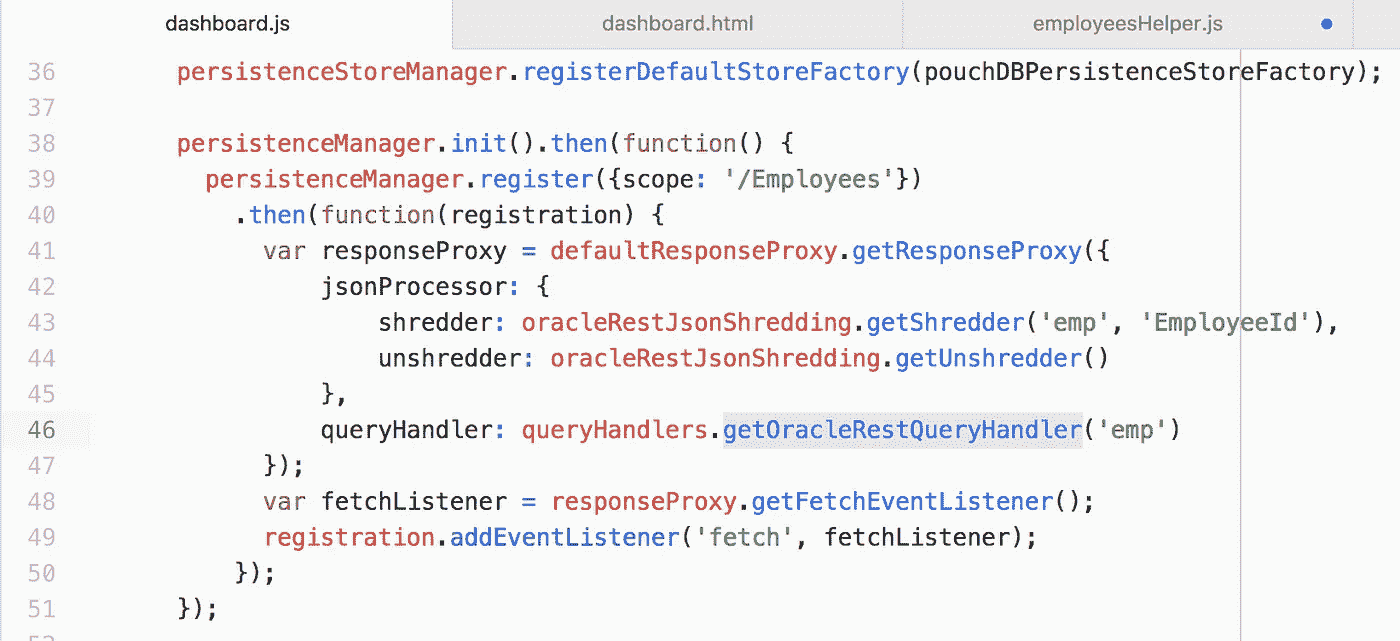 dashboard.js dashboard.html employeesHelper.js
36 persistenceStoreManager.registerDefaultStoreFactory(pouchDBPersistenceStoreFactory);
37
38 persistenceManager.init().then(function() {
39 persistenceManager.register({scope: '/Employees'})
40 .then(function(registration) {
41 var responseProxy = defaultResponseProxy.getResponseProxy({
42 jsonProcessor: {
43 shredder: oracleRestJsonShredding.getShredder('emp', 'EmployeeId'),
44 unshredder: oracleRestJsonShredding.getUnshredder()
45 },
46 queryHandler: queryHandlers.getOracleRestQueryHandler('emp')
47 });
48 var fetchListener = responseProxy.getFetchEventListener();
49 registration.addEventListener('fetch', fetchListener);
50 });
51 });